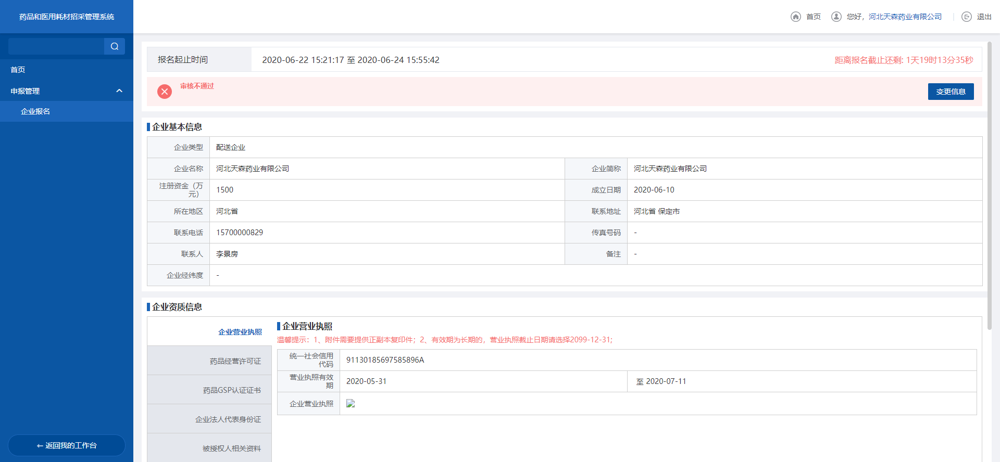 药品和医用耗材招采管理系统
首页
您好，河北天森药业有限公司
退出
首页
申报管理
企业报名
返回我的工作台
报名起止时间
2020-06-22 15:21:17 至 2020-06-24 15:55:42
距离报名截止还剩: 1天19时13分35秒
审核不通过
变更信息
企业基本信息
企业类型
配送企业
企业名称
河北天森药业有限公司
企业简称
河北天森药业有限公司
注册资金（万
元）
1500
成立日期
2020-06-10
所在地区
河北省
联系地址
河北省 保定市
联系电话
15700000829
传真号码
-
联系人
李景房
备注
-
企业经纬度
-
企业资质信息
企业营业执照
药品经营许可证
药品GSP认证证书
企业法人代表身份证
被授权人相关资料
企业营业执照
温馨提示：1、附件需要提供正副本复印件；2、有效期为长期的，营业执照截止日期请选择2099-12-31;
统一社会信用
代码
91130185697585896A
营业执照有效
期
2020-05-31
至 2020-07-11
企业营业执照